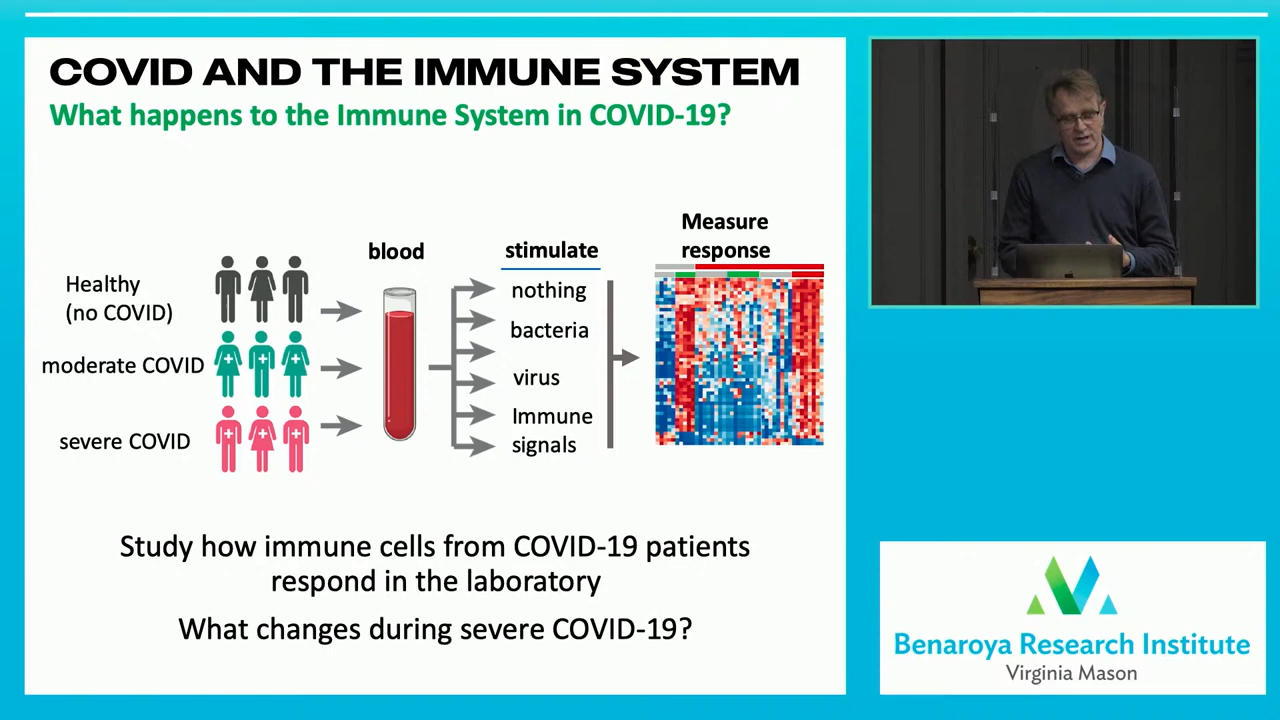 COVID AND THE IMMUNE SYSTEM
What happens to the Immune System in COVID-19?
Healthy
(no COVID)
moderate COVID
severe COVID
blood
stimulate
nothing
bacteria
virus
Immune
signals
Measure
response
Study how immune cells from COVID-19 patients
respond in the laboratory
What changes during severe COVID-19?
Benaroya Research Institute
Virginia Mason